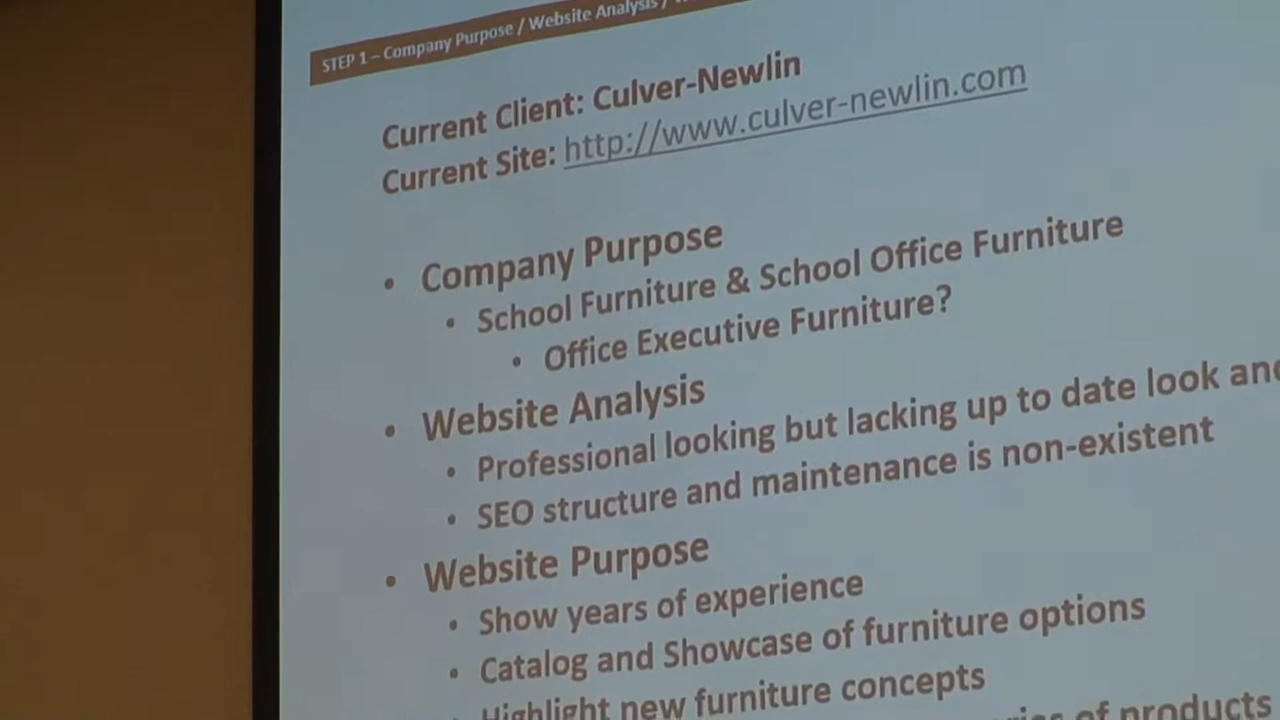 STEP 1 – Company Purpose / Website Analysis /
Current Client: Culver-Newlin
Current Site: http://www.culver-newlin.com
• Company Purpose
• School Furniture & School Office Furniture
• Office Executive Furniture?
• Website Analysis
• Professional looking but lacking up to date look and
• SEO structure and maintenance is non-existent
• Website Purpose
• Show years of experience
• Catalog and Showcase of furniture options
Highlight new furniture concepts
of products